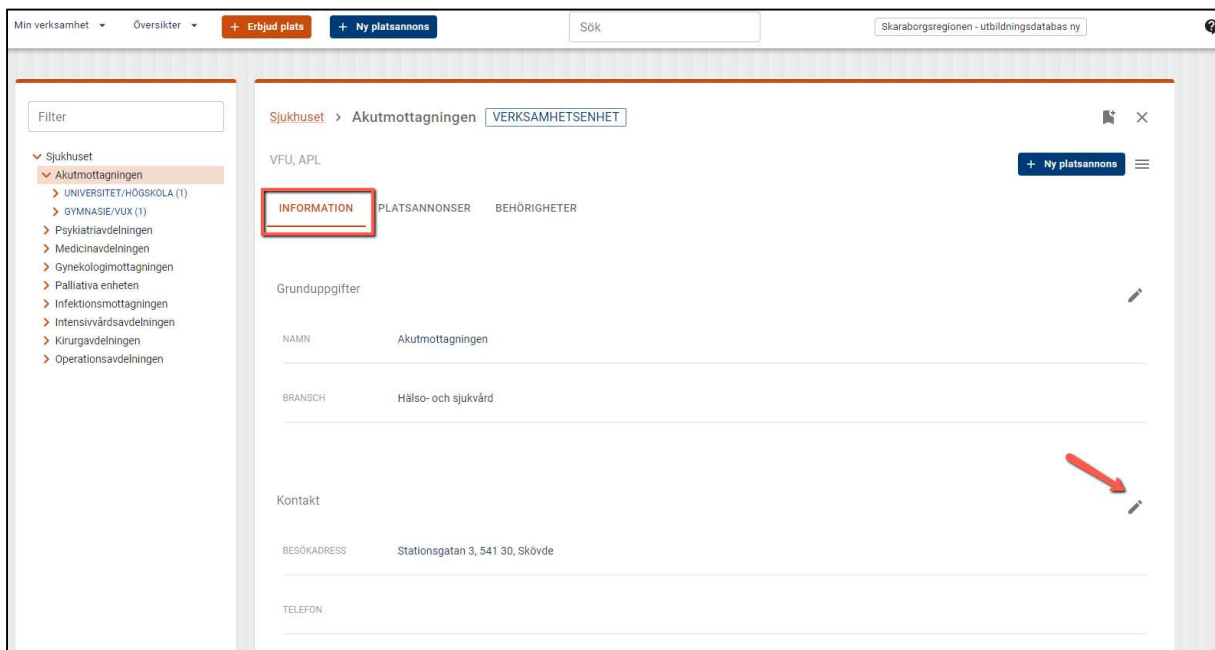 Min verksamhet Översikter + Erbjud plats + Ny platsannons Sök Skaraborgsregionen - utbildningsdatabas ny
Filter
Sjukhuset
Akutmottagningen
UNIVERSITET/HÖGSKOLA (1)
GYMNASIE/VUX (1)
Psykiatriavdelningen
Medicinavdelningen
Gynekologimottagningen
Palliativa enheten
Infektionsmottagningen
Intensivvårdsavdelningen
Kirurgavdelningen
Operationsavdelningen
Sjukhuset > Akutmottagningen VERKSAMHETSENHET
VFU, APL
+ Ny platsannons
INFORMATION PLATSANNONSER BEHÖRIGHETER
Grunduppgifter
NAMN Akutmottagningen
BRANSCH Hälso- och sjukvård
Kontakt
BESÖKADRESS Stationsgatan 3, 541 30, Skövde
TELEFON